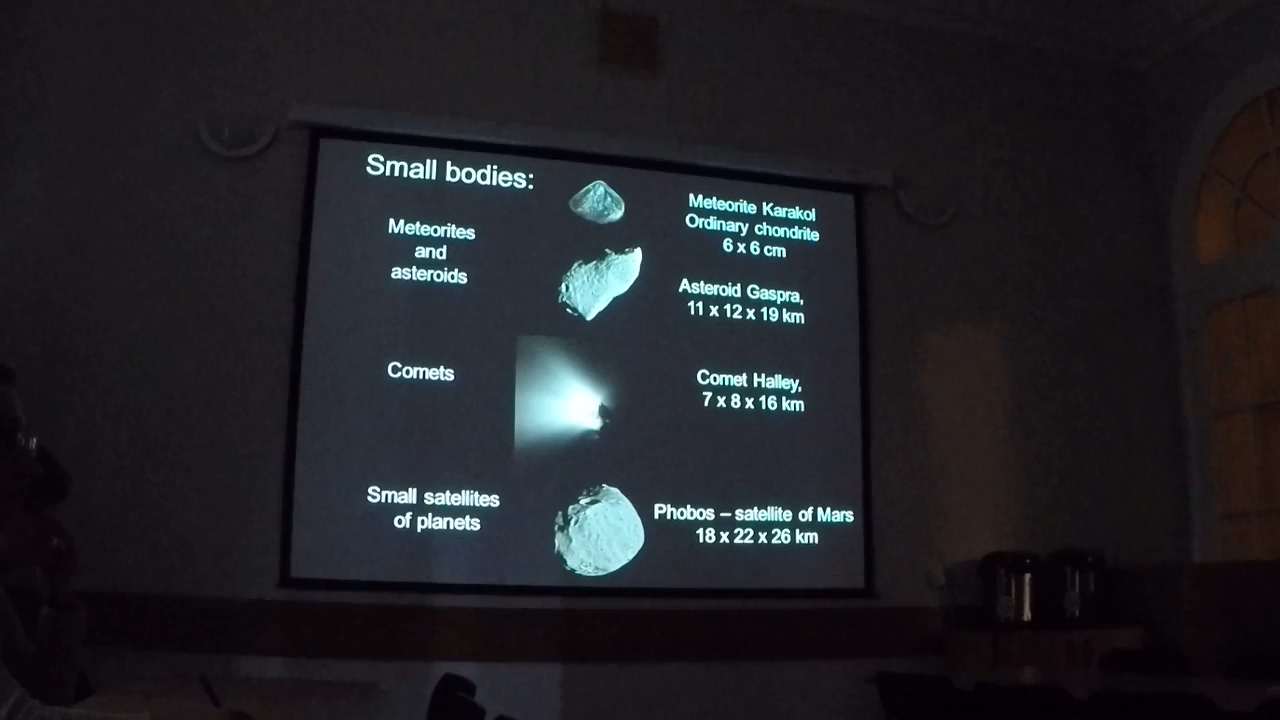 Small bodies:
Meteorites
and
asteroids
Meteorite Karakol
Ordinary chondrite
6 x 6 cm
Asteroid Gaspra,
11 x 12 x 19 km
Comets
Comet Halley,
7 x 8 x 16 km
Small satellites
of planets
Phobos – satellite of Mars
18 x 22 x 26 km